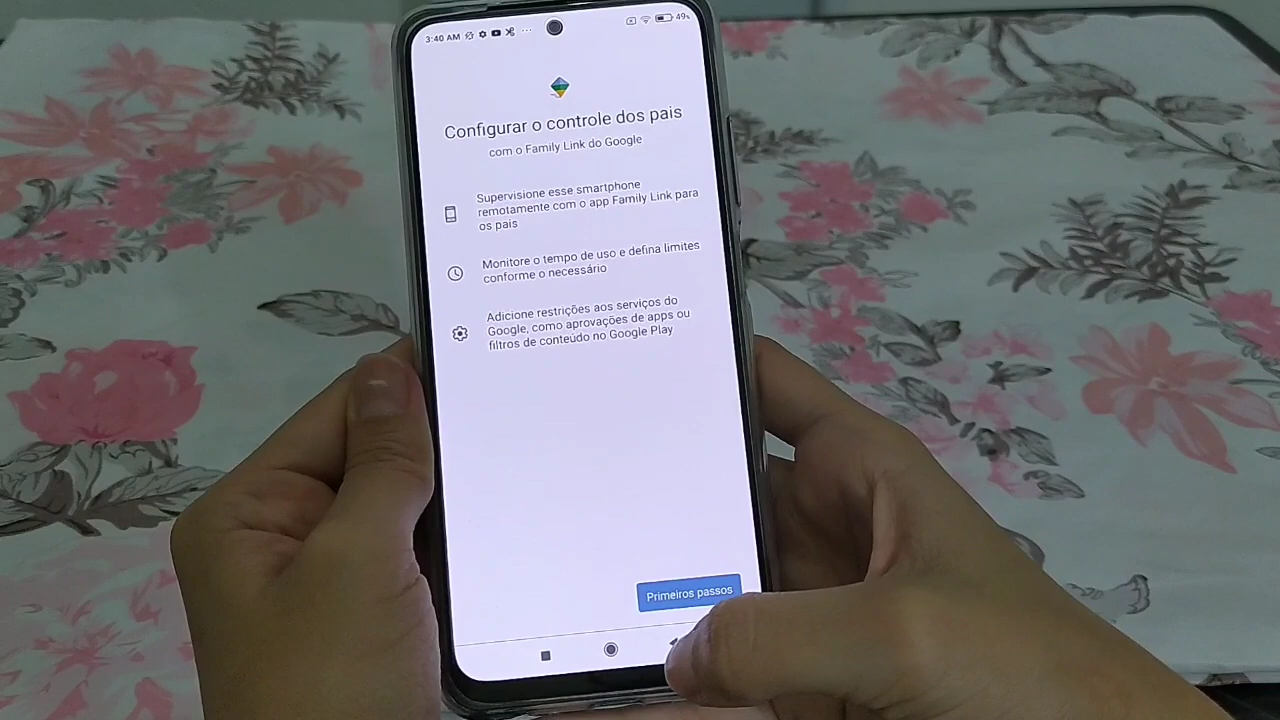 3:40 AM ... 49%
Configurar o controle dos pais
com o Family Link do Google
Supervisione esse smartphone
remotamente com o app Family Link para
os pais
Monitore o tempo de uso e defina limites
conforme o necessário
Adicione restrições aos serviços do
Google, como aprovações de apps ou
filtros de conteúdo no Google Play
Primeiros passos